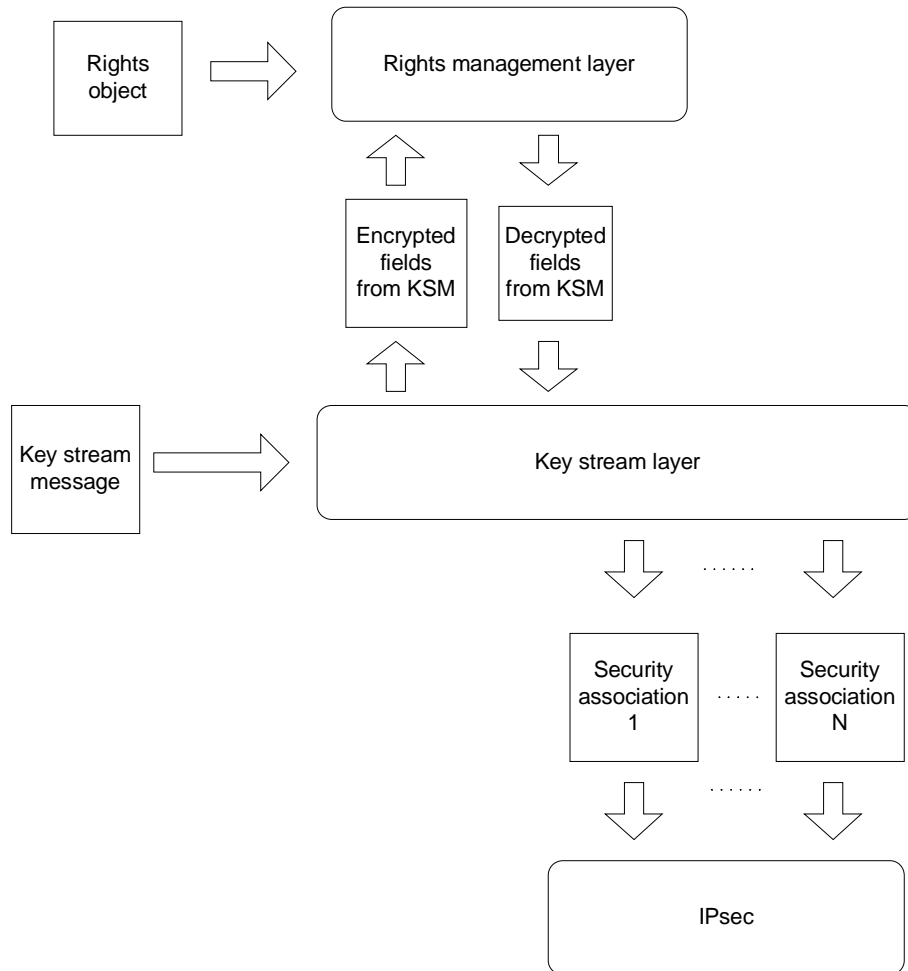 Rights
object
Rights management layer
Encrypted
fields
from KSM
Decrypted
fields
from KSM
Key stream
message
Key stream layer
. . . . . .
Security
association
1
. . . . .
Security
association
N
. . . . . .
IPsec